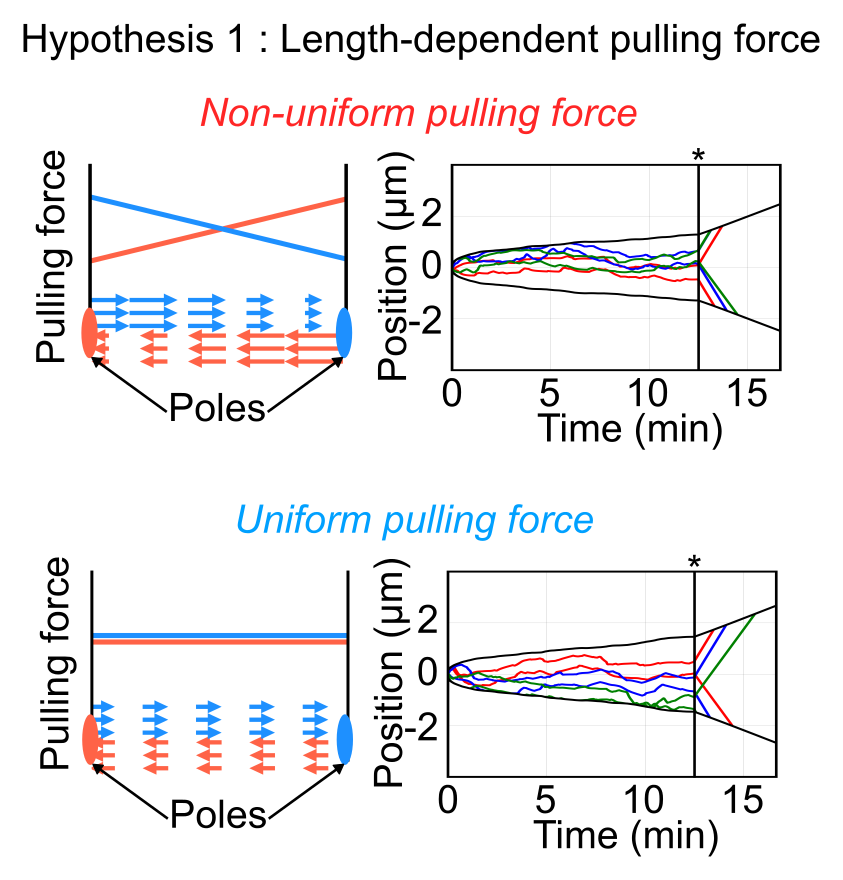 Hypothesis 1 : Length-dependent pulling force
Non-uniform pulling force
Pulling force
Poles
Position (µm)
*
2
0
-2
0 5 10 15
Time (min)
Uniform pulling force
Pulling force
Poles
Position (µm)
*
2
0
-2
0 5 10 15
Time (min)